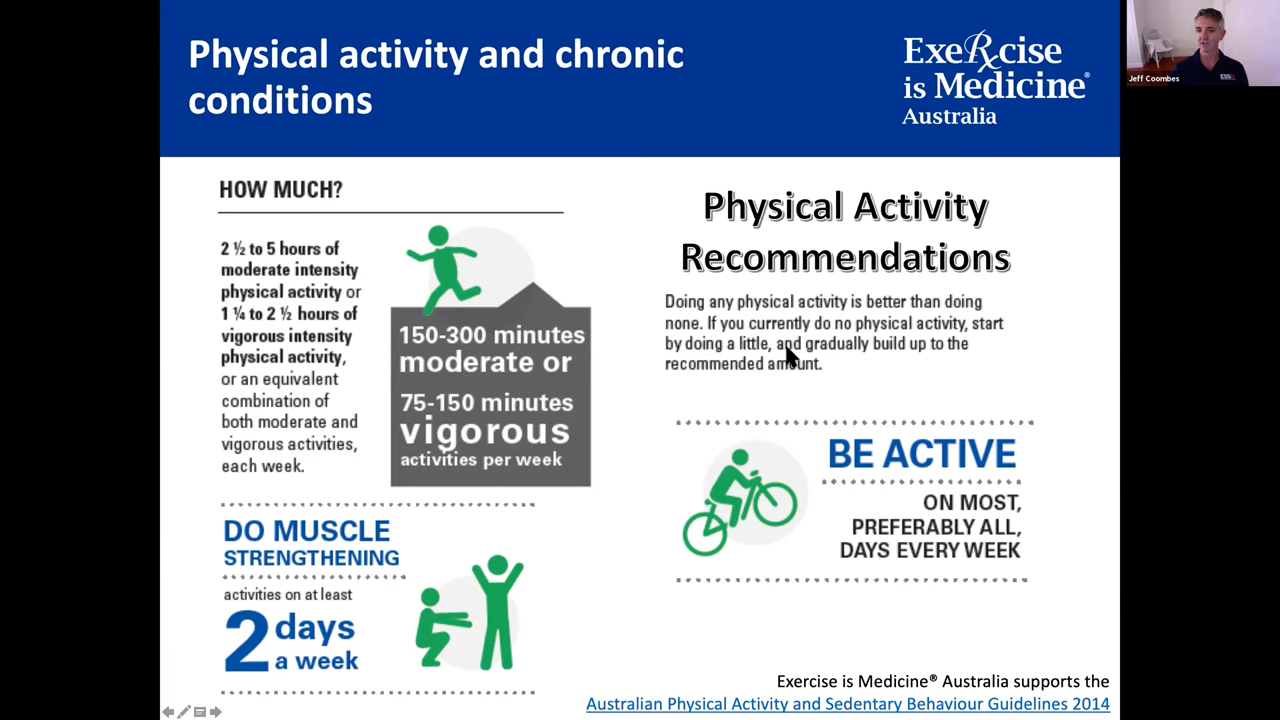 Physical activity and chronic
conditions
ExeRcise
is Medicine®
Australia
Jeff Coombes
HOW MUCH?
2 ½ to 5 hours of
moderate intensity
physical activity or
1 ¼ to 2 ½ hours of
vigorous intensity
physical activity,
or an equivalent
combination of
both moderate and
vigorous activities,
each week.
150-300 minutes
moderate or
75-150 minutes
vigorous
activities per week
DO MUSCLE
STRENGTHENING
activities on at least
2 days
a week
Physical Activity
Recommendations
Doing any physical activity is better than doing
none. If you currently do no physical activity, start
by doing a little, and gradually build up to the
recommended amount.
BE ACTIVE
ON MOST,
PREFERABLY ALL,
DAYS EVERY WEEK
Exercise is Medicine® Australia supports the
Australian Physical Activity and Sedentary Behaviour Guidelines 2014